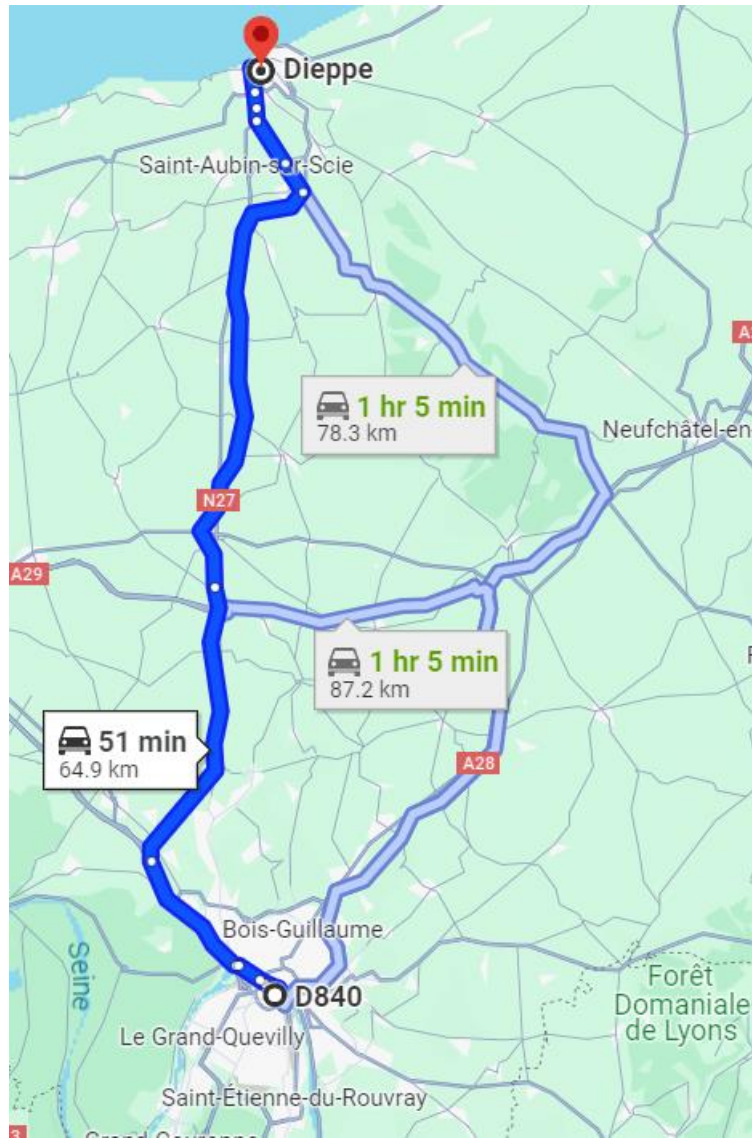 Dieppe
Saint-Aubin-sur-Scie
A2
1 hr 5 min
78.3 km
Neufchâtel-en-
N27
A29
1 hr 5 min
87.2 km
51 min
64.9 km
A28
Bois-Guillaume
Seine
D840
Forêt
Domaniale
de Lyons
Le Grand-Quevilly
Saint-Étienne-du-Rouvray
3